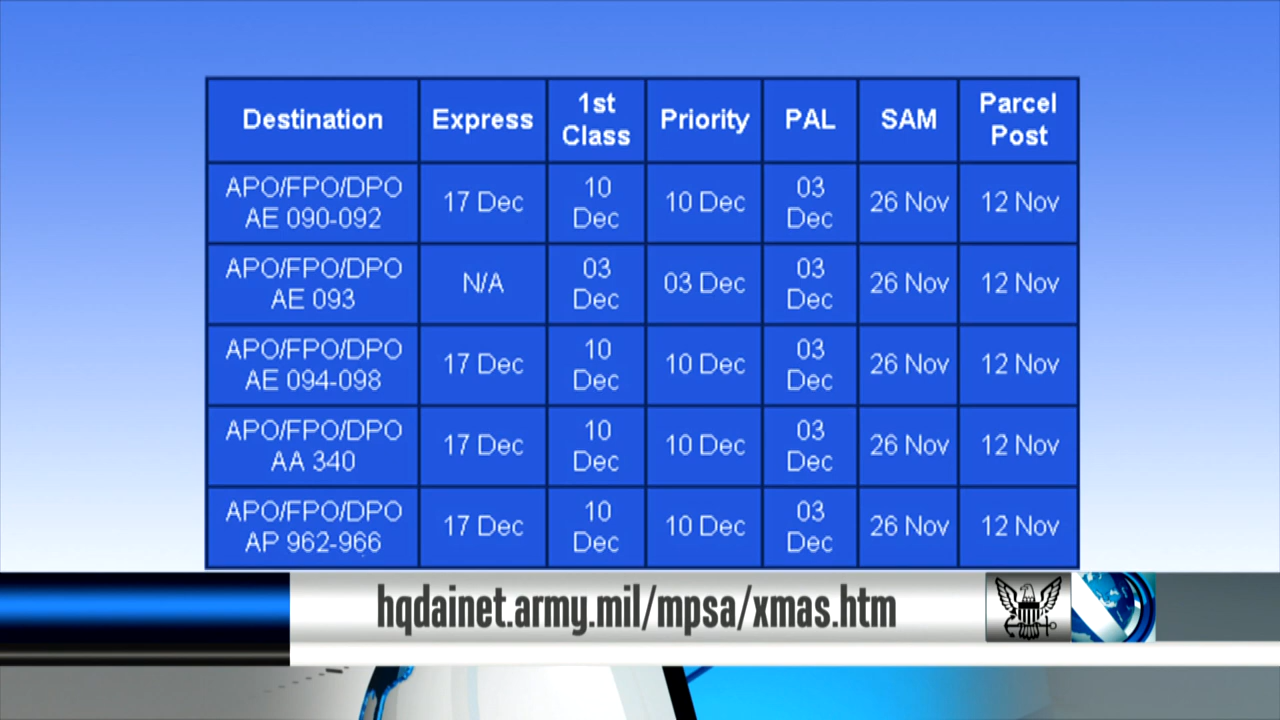 Destination Express 1st Class Priority PAL SAM Parcel Post
APO/FPO/DPO AE 090-092 17 Dec 10 Dec 10 Dec 03 Dec 26 Nov 12 Nov
APO/FPO/DPO AE 093 N/A 03 Dec 03 Dec 03 Dec 26 Nov 12 Nov
APO/FPO/DPO AE 094-098 17 Dec 10 Dec 10 Dec 03 Dec 26 Nov 12 Nov
APO/FPO/DPO AA 340 17 Dec 10 Dec 10 Dec 03 Dec 26 Nov 12 Nov
APO/FPO/DPO AP 962-966 17 Dec 10 Dec 10 Dec 03 Dec 26 Nov 12 Nov
hqdainet.army.mil/mpsa/xmas.htm